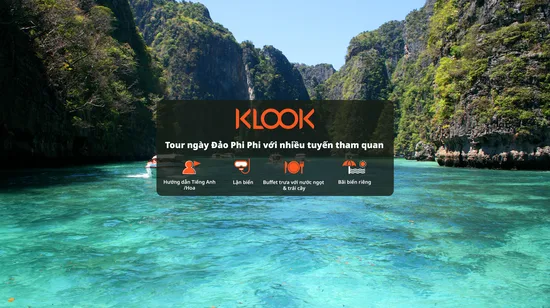 KLOOK
Tour ngày Đảo Phi Phi với nhiều tuyến tham quan
Hướng dẫn Tiếng Anh
/Hoa
Lặn biển
Buffet trưa với nước ngọt
& trái cây
Bãi biển riêng